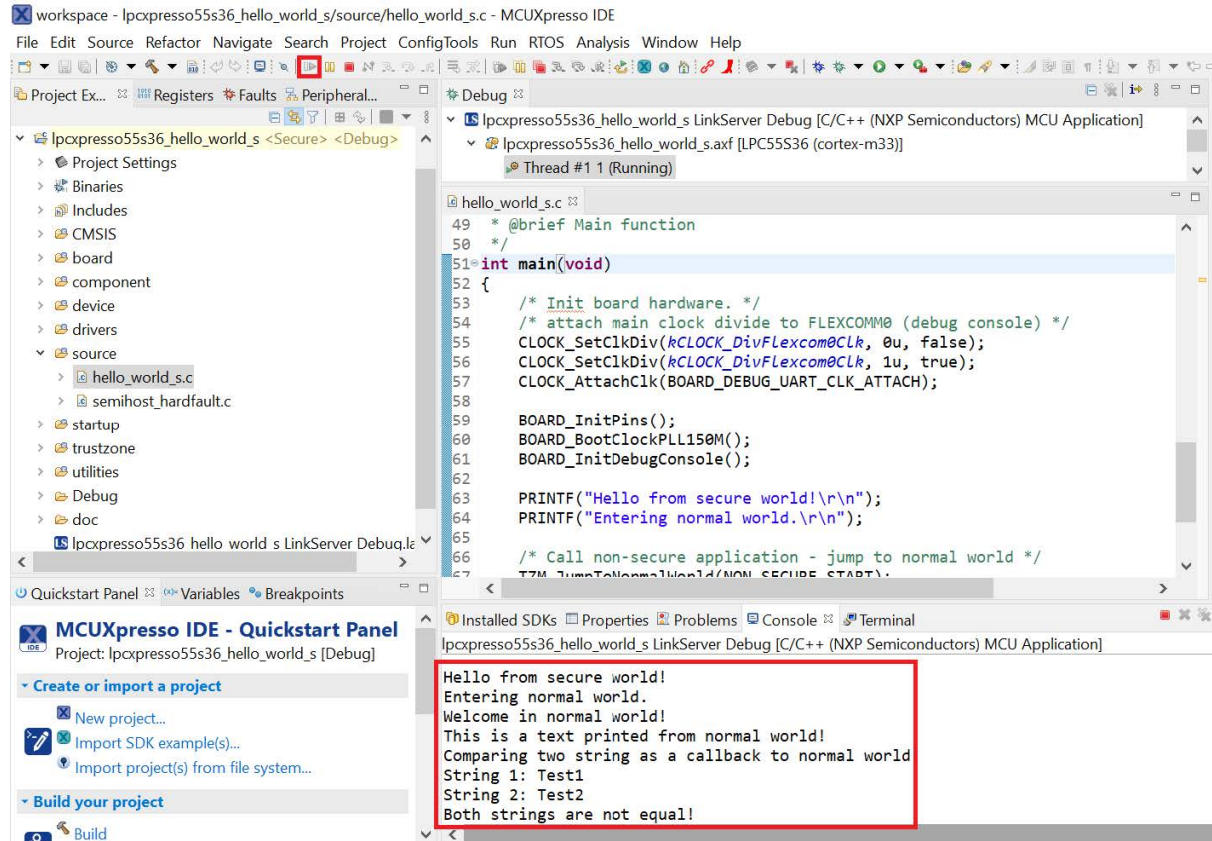 workspace - lpcxpresso55s36_hello_world_s/source/hello_world_s.c - MCUXpresso IDE
File Edit Source Refactor Navigate Search Project ConfigTools Run RTOS Analysis Window Help
Project Ex... Registers Faults Peripheral...
lpcxpresso55s36_hello_world_s <Secure> <Debug>
Project Settings
Binaries
Includes
CMSIS
board
component
device
drivers
source
hello_world_s.c
semihost_hardfault.c
startup
trustzone
utilities
Debug
doc
lpcxpresso55s36 hello world s LinkServer Debug.la
Debug
lpcxpresso55s36_hello_world_s LinkServer Debug [C/C++ (NXP Semiconductors) MCU Application]
lpcxpresso55s36_hello_world_s.axf [LPC55S36 (cortex-m33)]
Thread #1 1 (Running)
hello_world_s.c
49 * @brief Main function
50 */
51 int main(void)
52 {
53 /* Init board hardware. */
54 /* attach main clock divide to FLEXCOMM0 (debug console) */
55 CLOCK_SetClkDiv(kCLOCK_DivFlexcom0Clk, 0u, false);
56 CLOCK_SetClkDiv(kCLOCK_DivFlexcom0Clk, 1u, true);
57 CLOCK_AttachClk(BOARD_DEBUG_UART_CLK_ATTACH);
58
59 BOARD_InitPins();
60 BOARD_BootClockPLL150M();
61 BOARD_InitDebugConsole();
62
63 PRINTF("Hello from secure world!\r\n");
64 PRINTF("Entering normal world.\r\n");
65
66 /* Call non-secure application - jump to normal world */
67 TZM_JumpToNormalWorld(NON_SECURE_START);
Quickstart Panel Variables Breakpoints
IDE
MCUXpresso IDE - Quickstart Panel
Project: lpcxpresso55s36_hello_world_s [Debug]
Create or import a project
New project...
Import SDK example(s)...
Import project(s) from file system...
Build your project
Build
Installed SDKs Properties Problems Console Terminal
lpcxpresso55s36_hello_world_s LinkServer Debug [C/C++ (NXP Semiconductors) MCU Application]
Hello from secure world!
Entering normal world.
Welcome in normal world!
This is a text printed from normal world!
Comparing two string as a callback to normal world
String 1: Test1
String 2: Test2
Both strings are not equal!